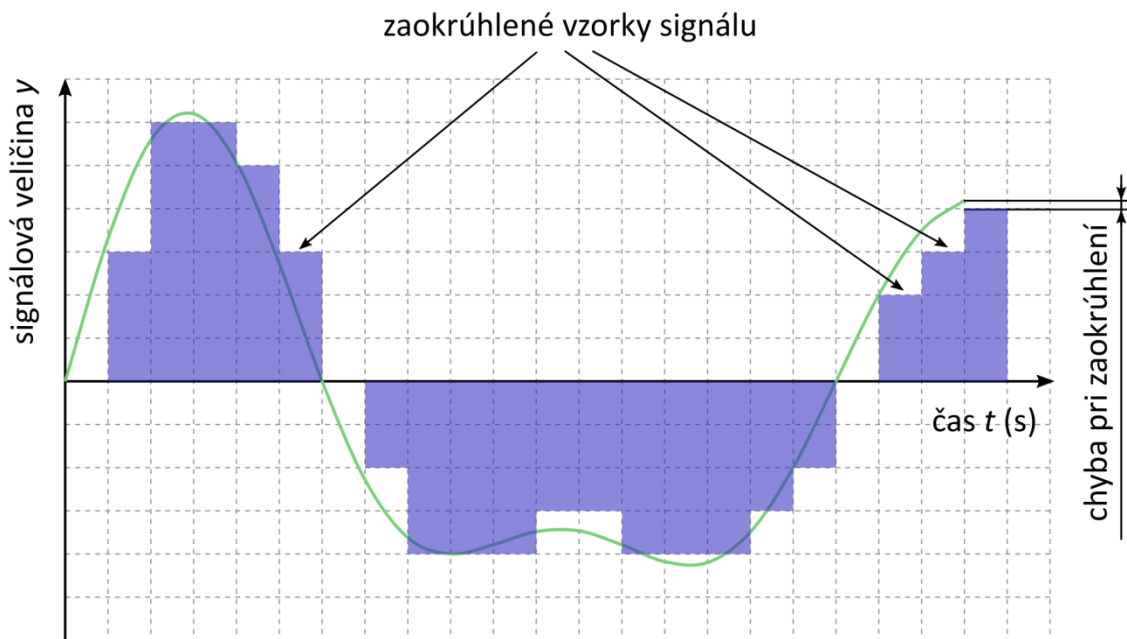 zaokrúhlené vzorky signálu
signálová veličina y
čas t (s)
chyba pri zaokrúhlení